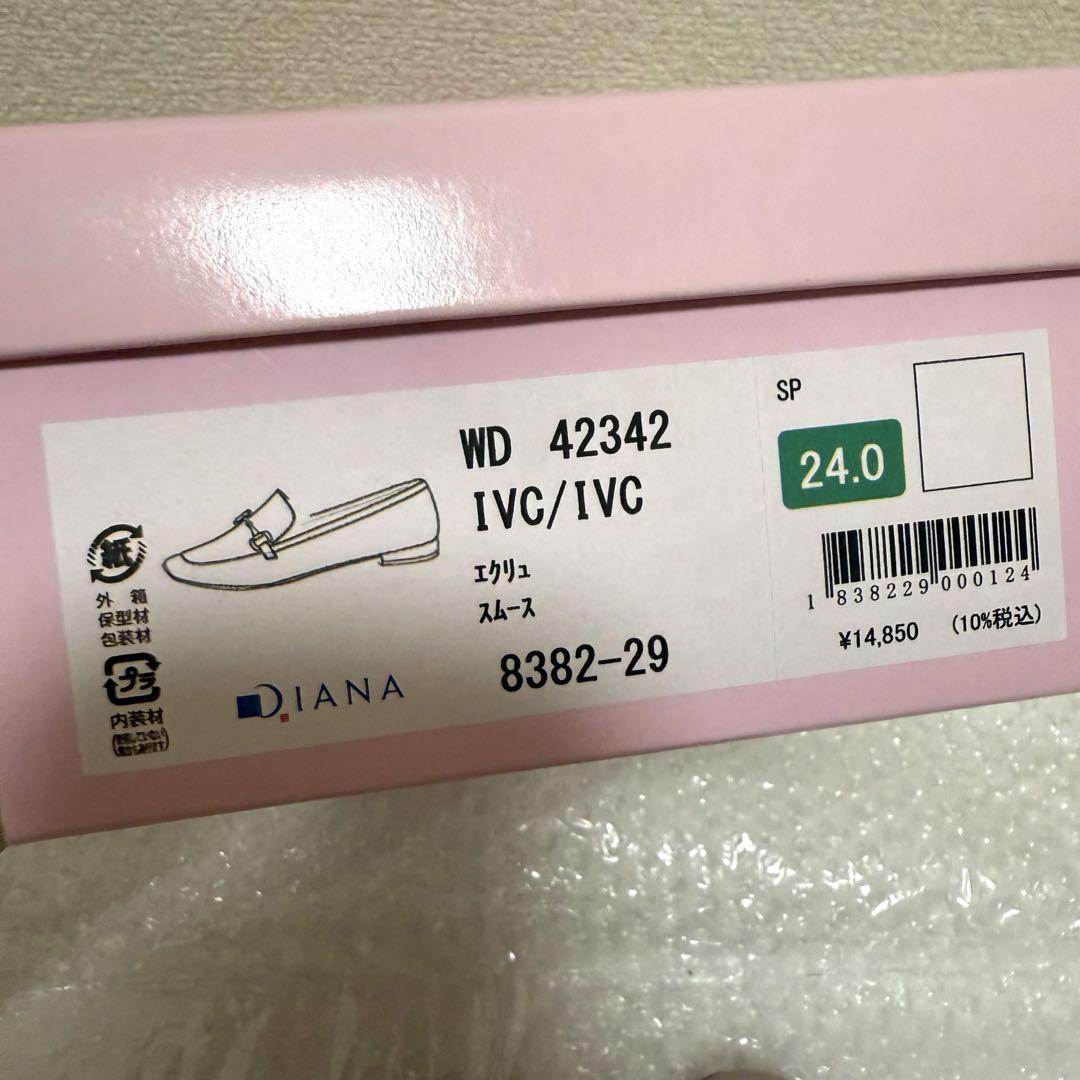 WD 42342
IVC/IVC
エクリュ
スムース
8382-29
DIANA
紙
外箱
保型材
包装材
プラ
内装材
SP
24.0
1 838229 000124
¥14,850 (10%税込)